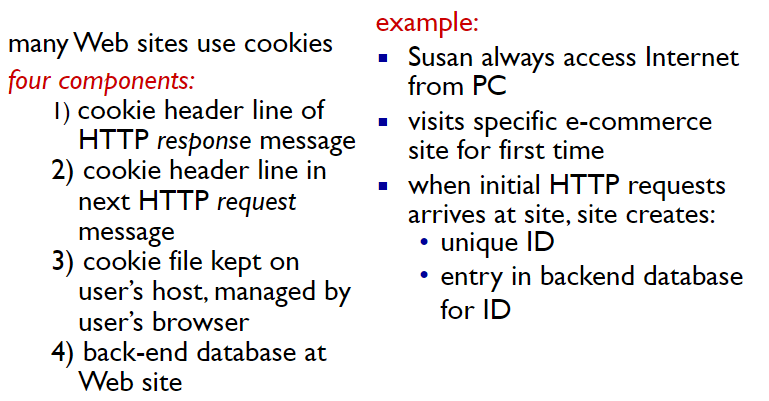 many Web sites use cookies
four components:
1) cookie header line of
HTTP response message
2) cookie header line in
next HTTP request
message
3) cookie file kept on
user's host, managed by
user's browser
4) back-end database at
Web site
example:
▪ Susan always access Internet
from PC
▪ visits specific e-commerce
site for first time
▪ when initial HTTP requests
arrives at site, site creates:
• unique ID
• entry in backend database
for ID